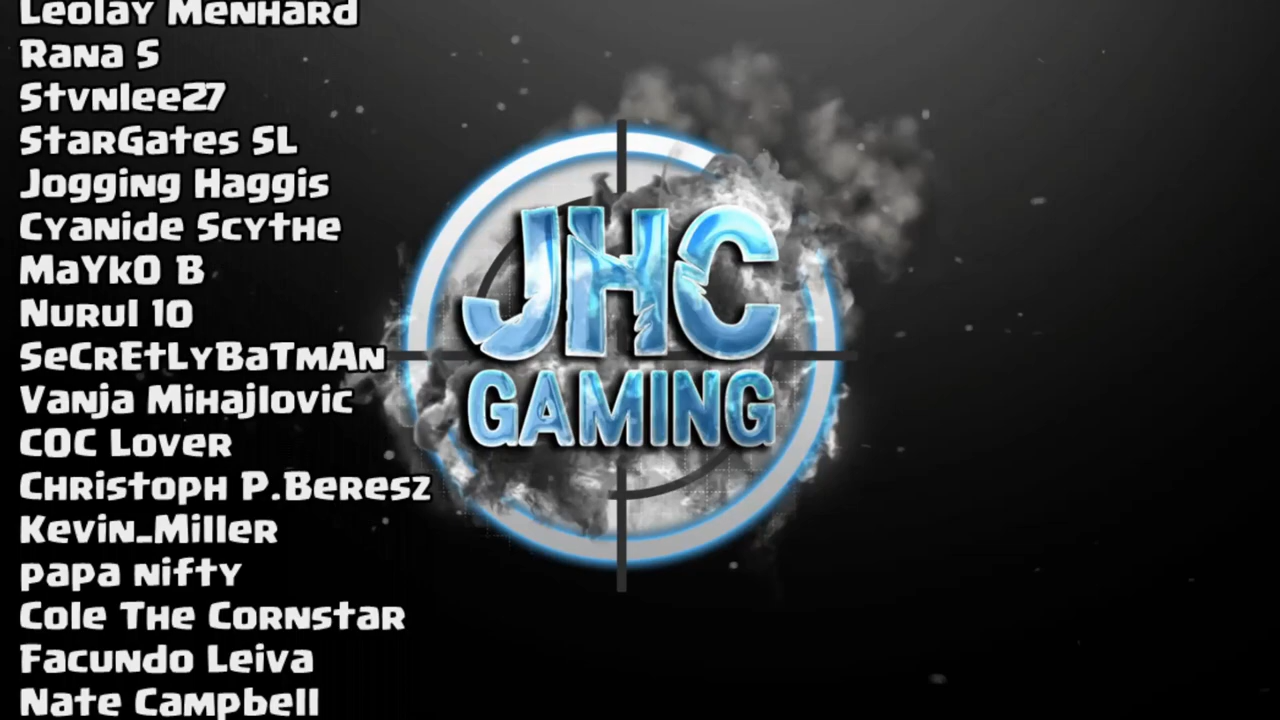 Leolay Menhard
Rana S
Stvnlee27
StarGates SL
Jogging Haggis
Cyanide Scythe
MaYkO B
Nurul 10
SeCrEtLyBaTmAn
Vanja Mihajlovic
COC Lover
Christoph P.Beresz
Kevin_Miller
papa nifty
Cole The Cornstar
Facundo Leiva
Nate Campbell
JHC
GAMING